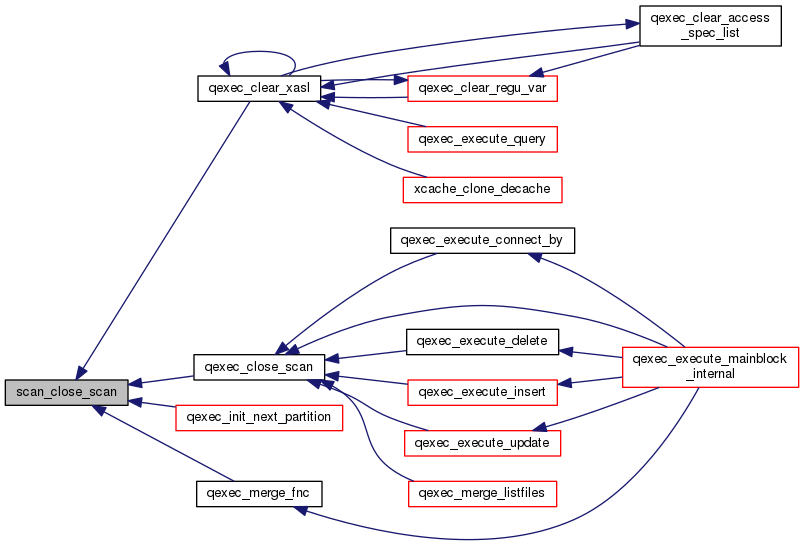 qexec_clear_access
_spec_list
qexec_clear_xasl
qexec_clear_regu_var
qexec_execute_query
xcache_clone_decache
qexec_execute_connect_by
qexec_execute_delete
qexec_close_scan
qexec_execute_mainblock
_internal
scan_close_scan
qexec_execute_insert
qexec_init_next_partition
qexec_execute_update
qexec_merge_fnc
qexec_merge_listfiles